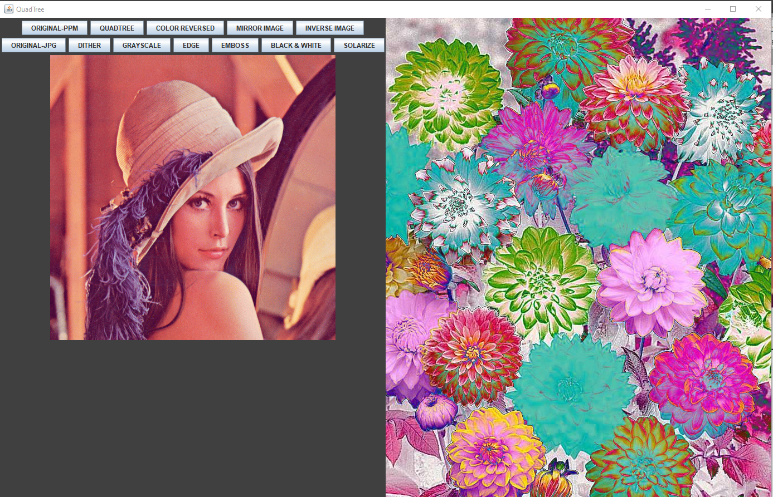 QuadTree
ORIGINAL-PPM QUADTREE COLOR REVERSED MIRROR IMAGE INVERSE IMAGE
ORIGINAL-JPG DITHER GRAYSCALE EDGE EMBOSS BLACK & WHITE SOLARIZE